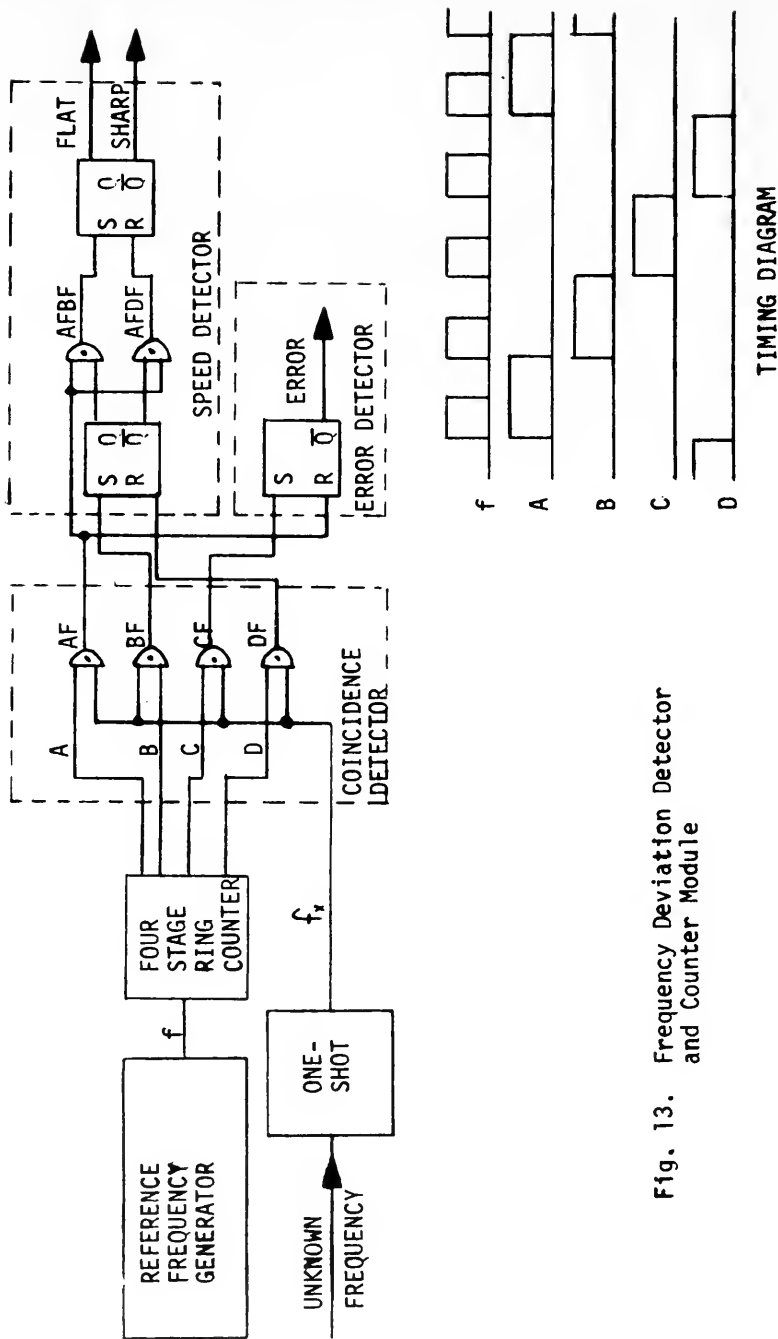 REFERENCE
FREQUENCY
GENERATOR
f
FOUR
STAGE
RING
COUNTER
UNKNOWN
FREQUENCY
ONE-
SHOT
fx
A
B
C
D
AF
BF
CF
DF
COINCIDENCE
DETECTOR
S Q
R Q̅
AFBF
AFDF
S Q
R Q̅
FLAT
SHARP
SPEED DETECTOR
S
R Q̅
ERROR
ERROR DETECTOR
f
A
B
C
D
TIMING DIAGRAM
Fig. 13. Frequency Deviation Detector
and Counter Module